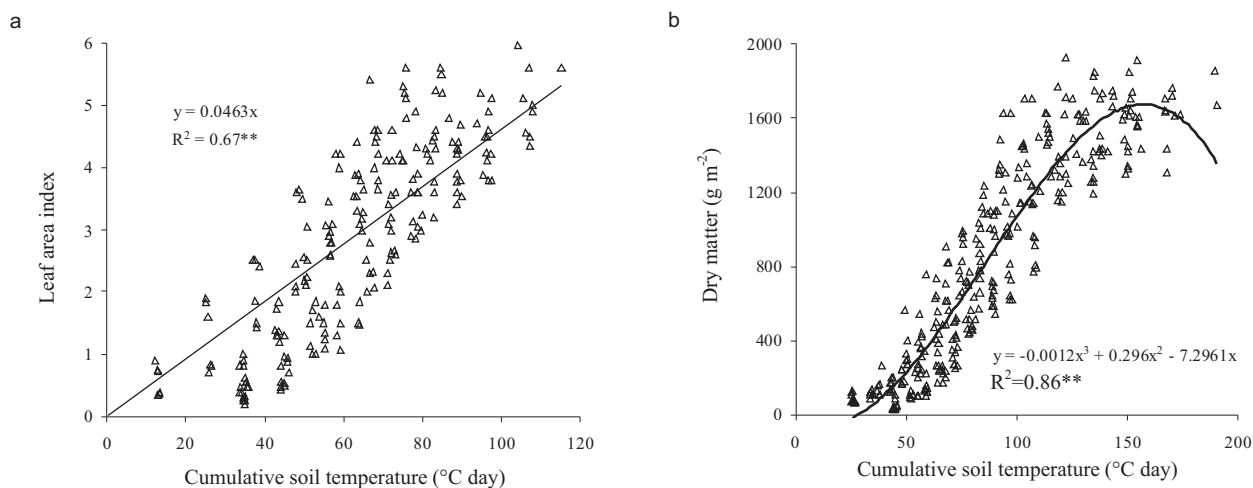 a
6
5
4
3
2
1
0
Leaf area index
y = 0.0463x
R² = 0.67**
0 20 40 60 80 100 120
Cumulative soil temperature (°C day)
b
2000
1600
1200
800
400
0
Dry matter (g m⁻²)
y = -0.0012x³ + 0.296x² - 7.2961x
R²=0.86**
0 50 100 150 200
Cumulative soil temperature (°C day)